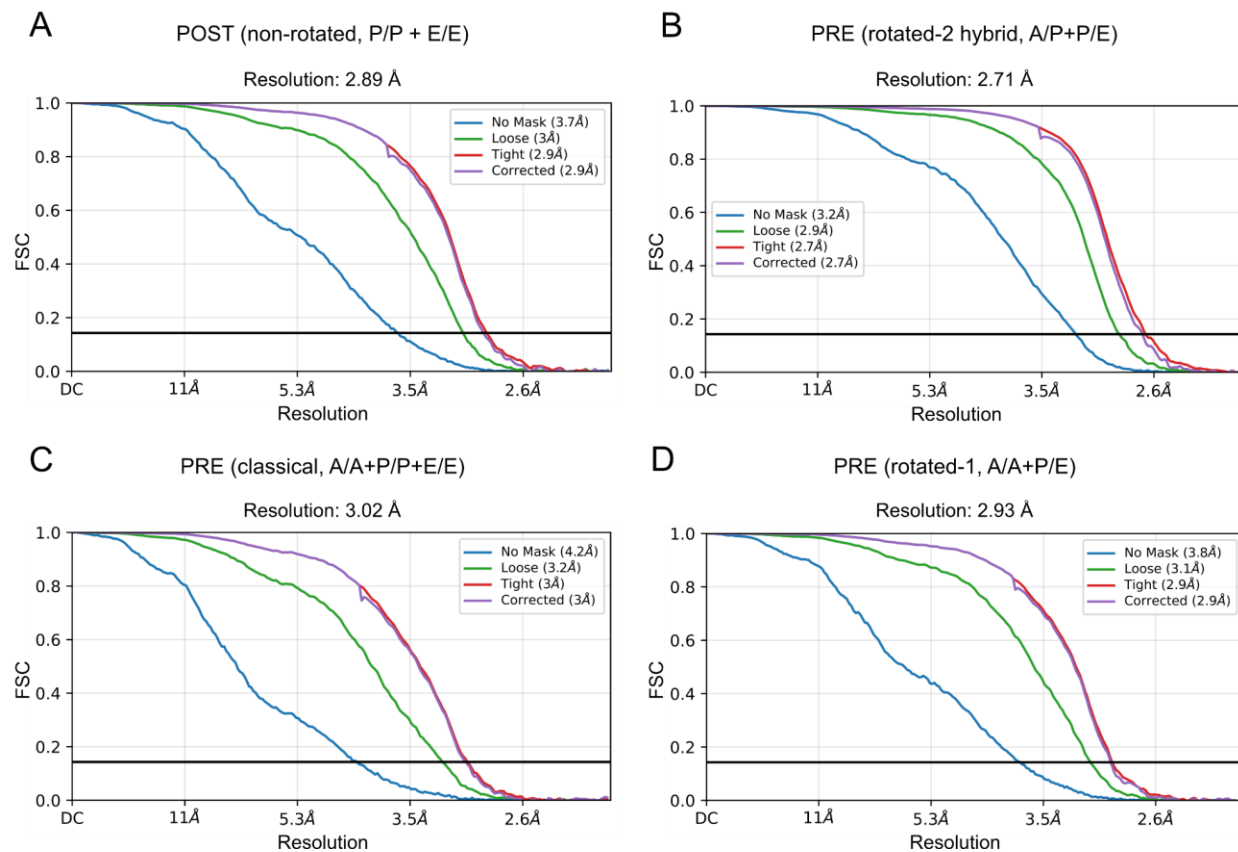 A
POST (non-rotated, P/P + E/E)
Resolution: 2.89 Å
1.0
0.8
0.6
0.4
0.2
0.0
FSC
No Mask (3.7Å)
Loose (3Å)
Tight (2.9Å)
Corrected (2.9Å)
DC 11Å 5.3Å 3.5Å 2.6Å
Resolution
B
PRE (rotated-2 hybrid, A/P+P/E)
Resolution: 2.71 Å
1.0
0.8
0.6
0.4
0.2
0.0
FSC
No Mask (3.2Å)
Loose (2.9Å)
Tight (2.7Å)
Corrected (2.7Å)
DC 11Å 5.3Å 3.5Å 2.6Å
Resolution
C
PRE (classical, A/A+P/P+E/E)
Resolution: 3.02 Å
1.0
0.8
0.6
0.4
0.2
0.0
FSC
No Mask (4.2Å)
Loose (3.2Å)
Tight (3Å)
Corrected (3Å)
DC 11Å 5.3Å 3.5Å 2.6Å
Resolution
D
PRE (rotated-1, A/A+P/E)
Resolution: 2.93 Å
1.0
0.8
0.6
0.4
0.2
0.0
FSC
No Mask (3.8Å)
Loose (3.1Å)
Tight (2.9Å)
Corrected (2.9Å)
DC 11Å 5.3Å 3.5Å 2.6Å
Resolution